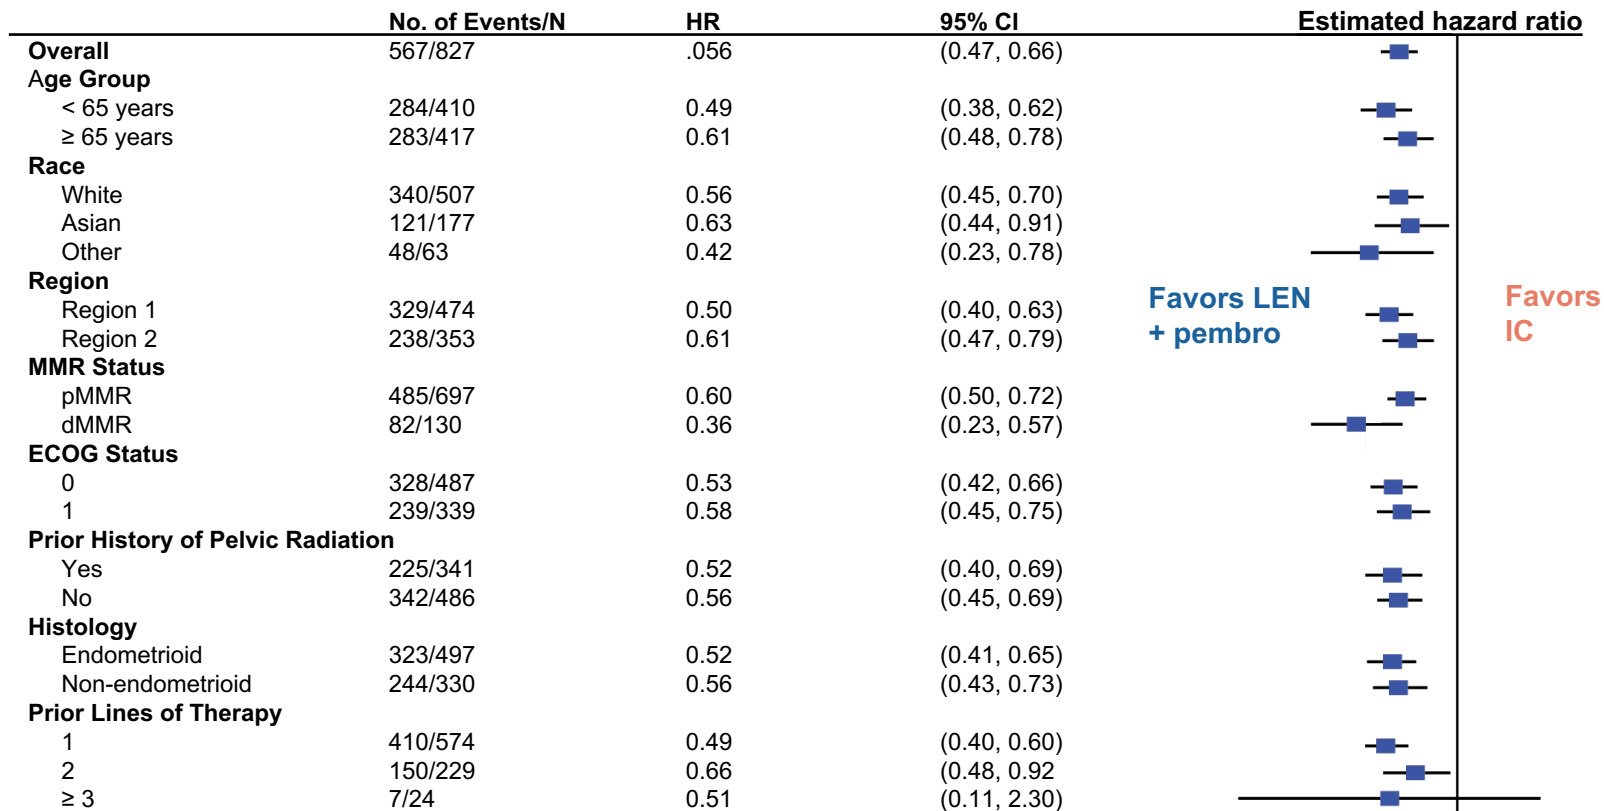 No. of Events/N HR 95% CI Estimated hazard ratio
Overall 567/827 .056 (0.47, 0.66)
Age Group
< 65 years 284/410 0.49 (0.38, 0.62)
≥ 65 years 283/417 0.61 (0.48, 0.78)
Race
White 340/507 0.56 (0.45, 0.70)
Asian 121/177 0.63 (0.44, 0.91)
Other 48/63 0.42 (0.23, 0.78)
Region
Region 1 329/474 0.50 (0.40, 0.63)
Region 2 238/353 0.61 (0.47, 0.79)
Favors LEN
+ pembro
Favors
IC
MMR Status
pMMR 485/697 0.60 (0.50, 0.72)
dMMR 82/130 0.36 (0.23, 0.57)
ECOG Status
0 328/487 0.53 (0.42, 0.66)
1 239/339 0.58 (0.45, 0.75)
Prior History of Pelvic Radiation
Yes 225/341 0.52 (0.40, 0.69)
No 342/486 0.56 (0.45, 0.69)
Histology
Endometrioid 323/497 0.52 (0.41, 0.65)
Non-endometrioid 244/330 0.56 (0.43, 0.73)
Prior Lines of Therapy
1 410/574 0.49 (0.40, 0.60)
2 150/229 0.66 (0.48, 0.92
≥ 3 7/24 0.51 (0.11, 2.30)